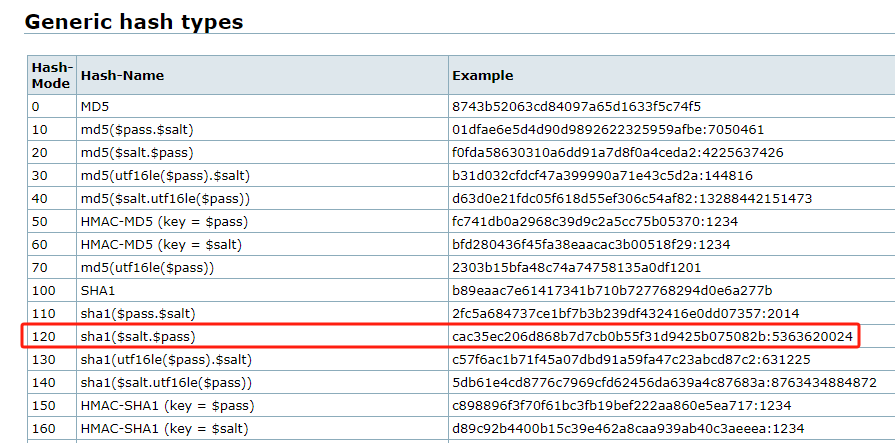 Generic hash types
Hash-Mode Hash-Name Example
0 MD5 8743b52063cd84097a65d1633f5c74f5
10 md5($pass.$salt) 01dfae6e5d4d90d9892622325959afbe:7050461
20 md5($salt.$pass) f0fda58630310a6dd91a7d8f0a4ceda2:4225637426
30 md5(utf16le($pass).$salt) b31d032cfdcf47a399990a71e43c5d2a:144816
40 md5($salt.utf16le($pass)) d63d0e21fdc05f618d55ef306c54af82:13288442151473
50 HMAC-MD5 (key = $pass) fc741db0a2968c39d9c2a5cc75b05370:1234
60 HMAC-MD5 (key = $salt) bfd280436f45fa38eaacac3b00518f29:1234
70 md5(utf16le($pass)) 2303b15bfa48c74a74758135a0df1201
100 SHA1 b89eaac7e61417341b710b727768294d0e6a277b
110 sha1($pass.$salt) 2fc5a684737ce1bf7b3b239df432416e0dd07357:2014
120 sha1($salt.$pass) cac35ec206d868b7d7cb0b55f31d9425b075082b:5363620024
130 sha1(utf16le($pass).$salt) c57f6ac1b71f45a07dbd91a59fa47c23abcd87c2:631225
140 sha1($salt.utf16le($pass)) 5db61e4cd8776c7969cfd62456da639a4c87683a:8763434884872
150 HMAC-SHA1 (key = $pass) c898896f3f70f61bc3fb19bef222aa860e5ea717:1234
160 HMAC-SHA1 (key = $salt) d89c92b4400b15c39e462a8caa939ab40c3aeeea:1234